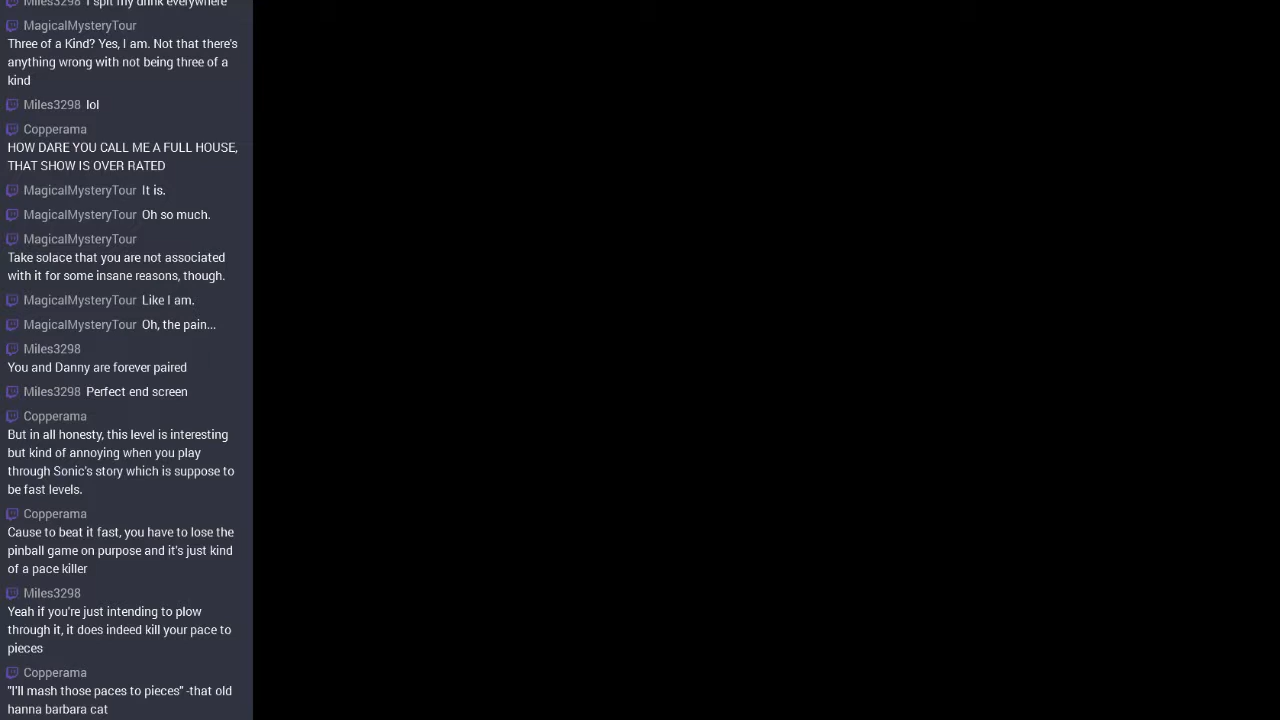 Miles3298 I spit my drink everywhere
MagicalMysteryTour
Three of a Kind? Yes, I am. Not that there's
anything wrong with not being three of a
kind
Miles3298 lol
Copperama
HOW DARE YOU CALL ME A FULL HOUSE,
THAT SHOW IS OVER RATED
MagicalMysteryTour It is.
MagicalMysteryTour Oh so much.
MagicalMysteryTour
Take solace that you are not associated
with it for some insane reasons, though.
MagicalMysteryTour Like I am.
MagicalMysteryTour Oh, the pain...
Miles3298
You and Danny are forever paired
Miles3298 Perfect end screen
Copperama
But in all honesty, this level is interesting
but kind of annoying when you play
through Sonic's story which is suppose to
be fast levels.
Copperama
Cause to beat it fast, you have to lose the
pinball game on purpose and it's just kind
of a pace killer
Miles3298
Yeah if you're just intending to plow
through it, it does indeed kill your pace to
pieces
Copperama
"I'll mash those paces to pieces" -that old
hanna barbara cat